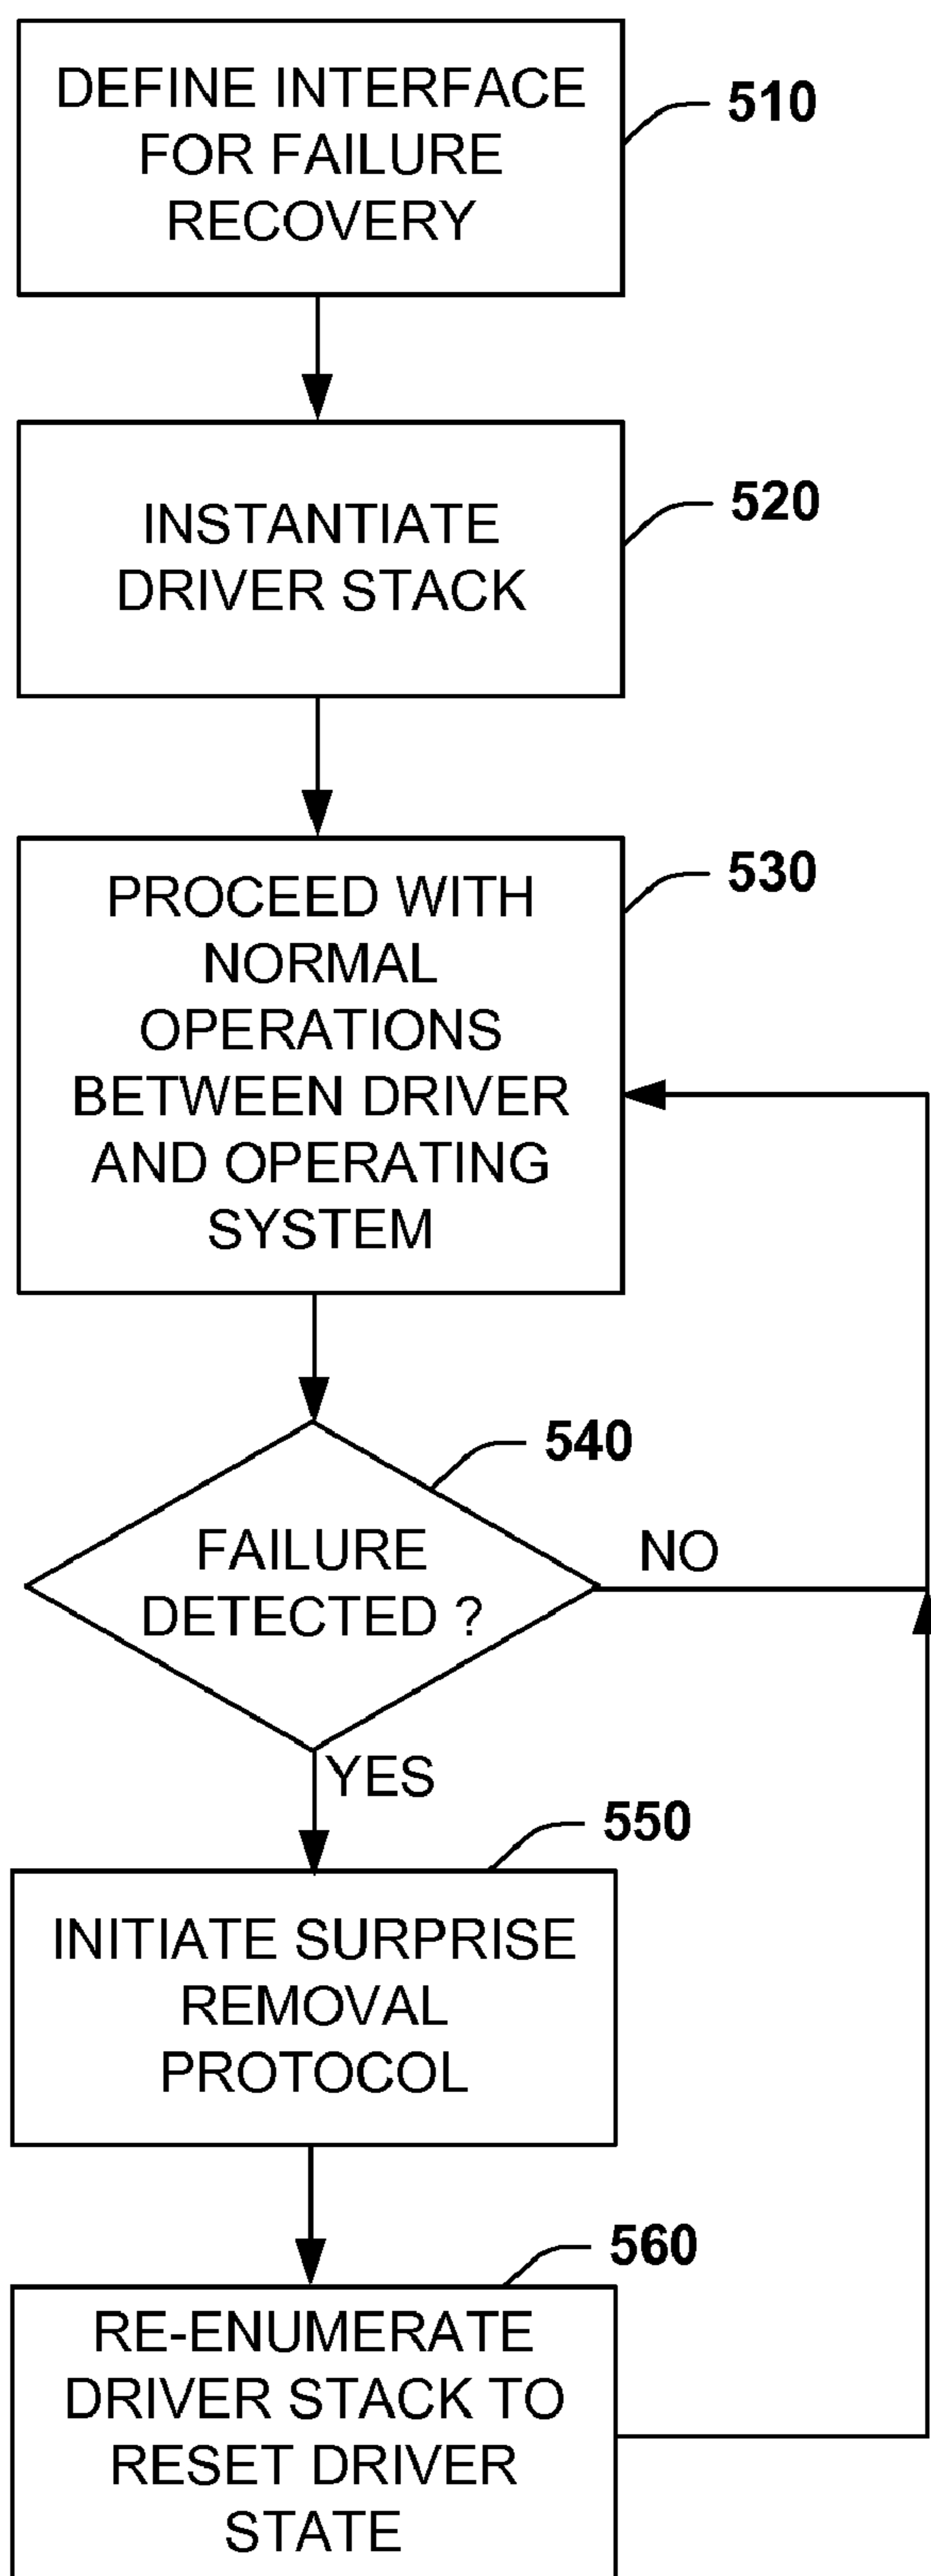 DEFINE INTERFACE
FOR FAILURE
RECOVERY
510
INSTANTIATE
DRIVER STACK
520
PROCEED WITH
NORMAL
OPERATIONS
BETWEEN DRIVER
AND OPERATING
SYSTEM
530
FAILURE
DETECTED ?
540
NO
YES
INITIATE SURPRISE
REMOVAL
PROTOCOL
550
RE-ENUMERATE
DRIVER STACK TO
RESET DRIVER
STATE
560